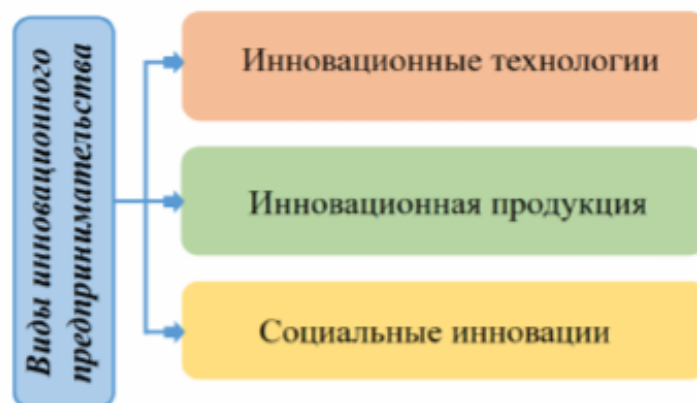 Виды инновационного
предпринимательства
Инновационные технологии
Инновационная продукция
Социальные инновации